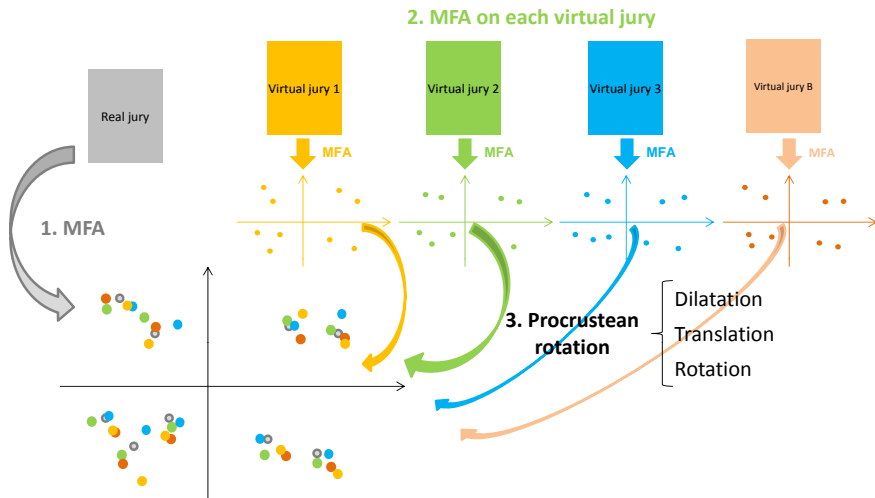 2. MFA on each virtual jury
Real jury
Virtual jury 1
Virtual jury 2
Virtual jury 3
Virtual jury B
MFA
MFA
MFA
MFA
1. MFA
3. Procrustean
rotation
Dilatation
Translation
Rotation